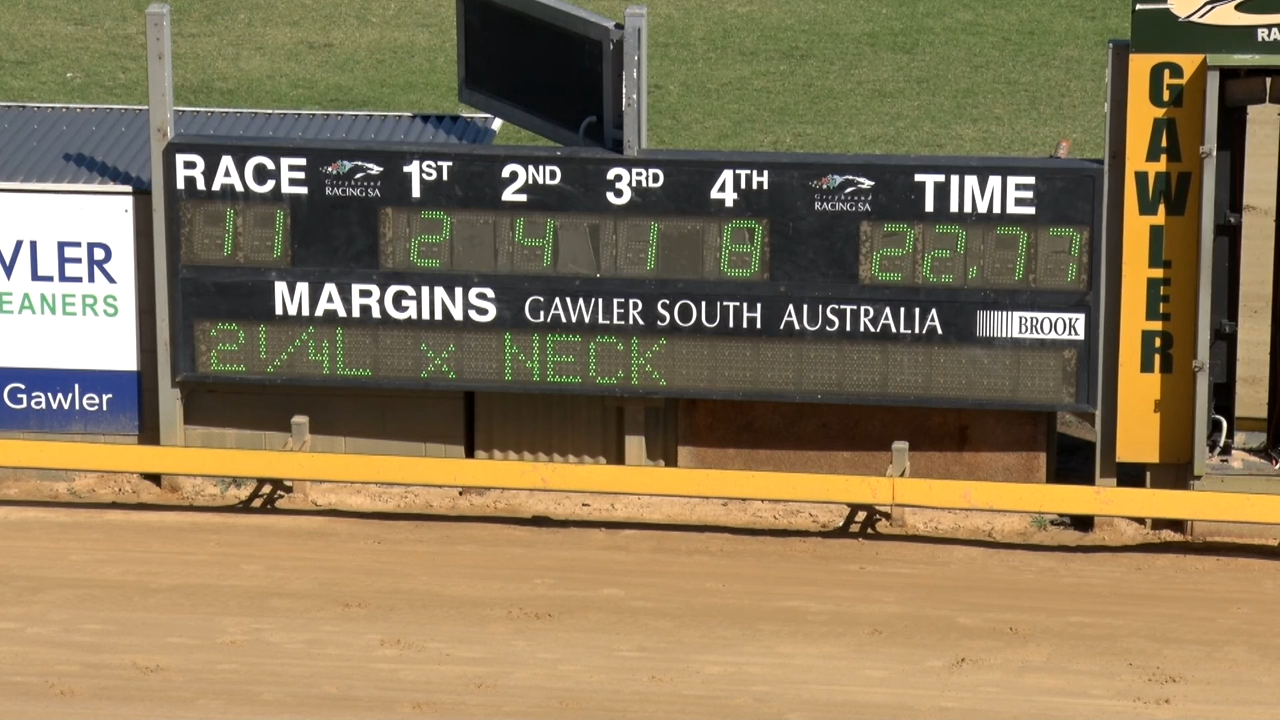 RA
GAWLER
RACE 1ST 2ND 3RD 4TH TIME
Greyhound RACING SA
Greyhound RACING SA
11 2 4 1 8 22.77
MARGINS GAWLER SOUTH AUSTRALIA BROOK
2 1/4L x NECK
WLER
EANERS
Gawler